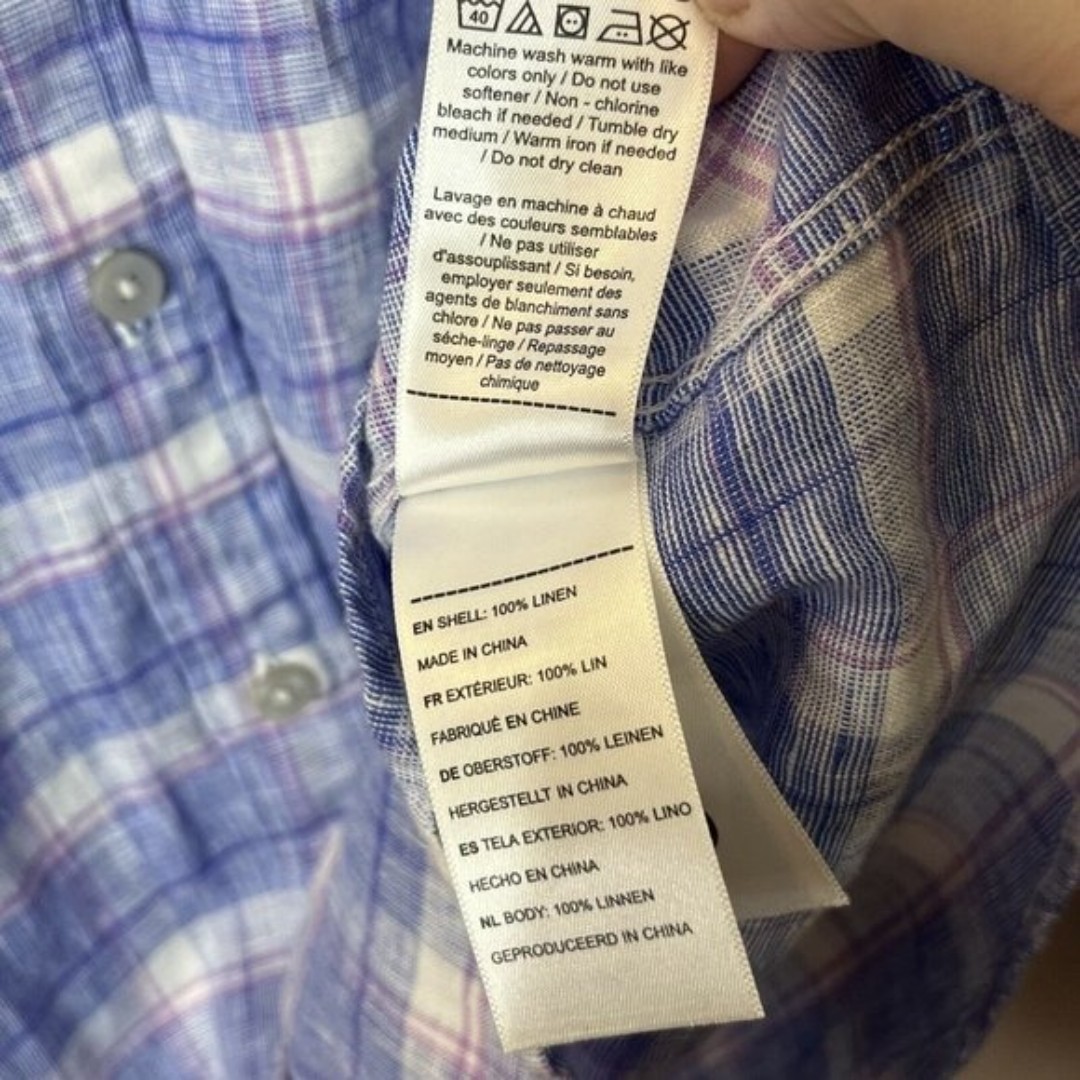 40
Machine wash warm with like
colors only / Do not use
softener / Non - chlorine
bleach if needed / Tumble dry
medium / Warm iron if needed
/ Do not dry clean
Lavage en machine à chaud
avec des couleurs semblables
/ Ne pas utiliser
d'assouplissant / Si besoin,
employer seulement des
agents de blanchiment sans
chlore / Ne pas passer au
séche-linge / Repassage
moyen / Pas de nettoyage
chimique
EN SHELL: 100% LINEN
MADE IN CHINA
FR EXTÉRIEUR: 100% LIN
FABRIQUÉ EN CHINE
DE OBERSTOFF: 100% LEINEN
HERGESTELLT IN CHINA
ES TELA EXTERIOR: 100% LINO
HECHO EN CHINA
NL BODY: 100% LINNEN
GEPRODUCEERD IN CHINA